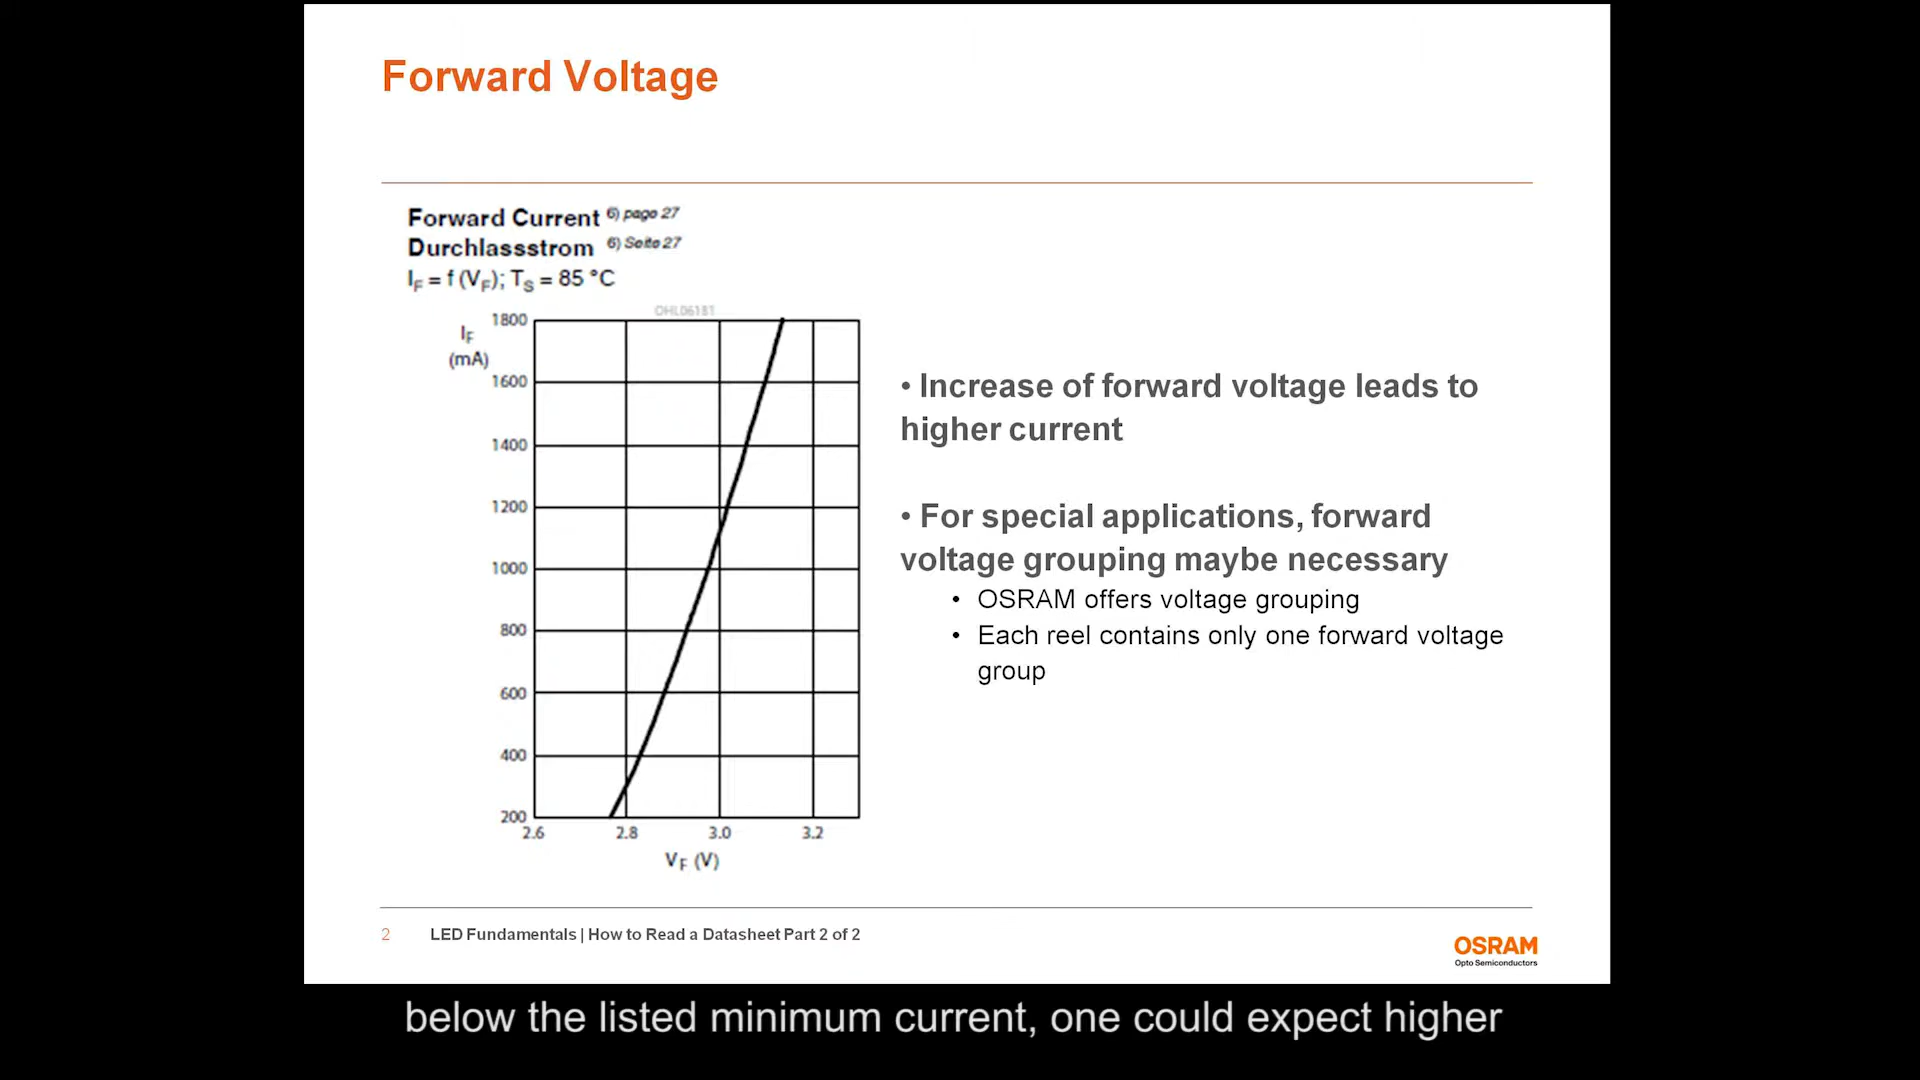 Forward Voltage
Forward Current 6) page 27
Durchlassstrom 6) Seite 27
IF = f (VF); TS = 85 °C
OHL06181
IF
(mA)
1800
1600
1400
1200
1000
800
600
400
200
2.6 2.8 3.0 3.2
VF (V)
• Increase of forward voltage leads to
higher current
• For special applications, forward
voltage grouping maybe necessary
• OSRAM offers voltage grouping
• Each reel contains only one forward voltage
group
2 LED Fundamentals | How to Read a Datasheet Part 2 of 2
OSRAM
Opto Semiconductors
below the listed minimum current, one could expect higher